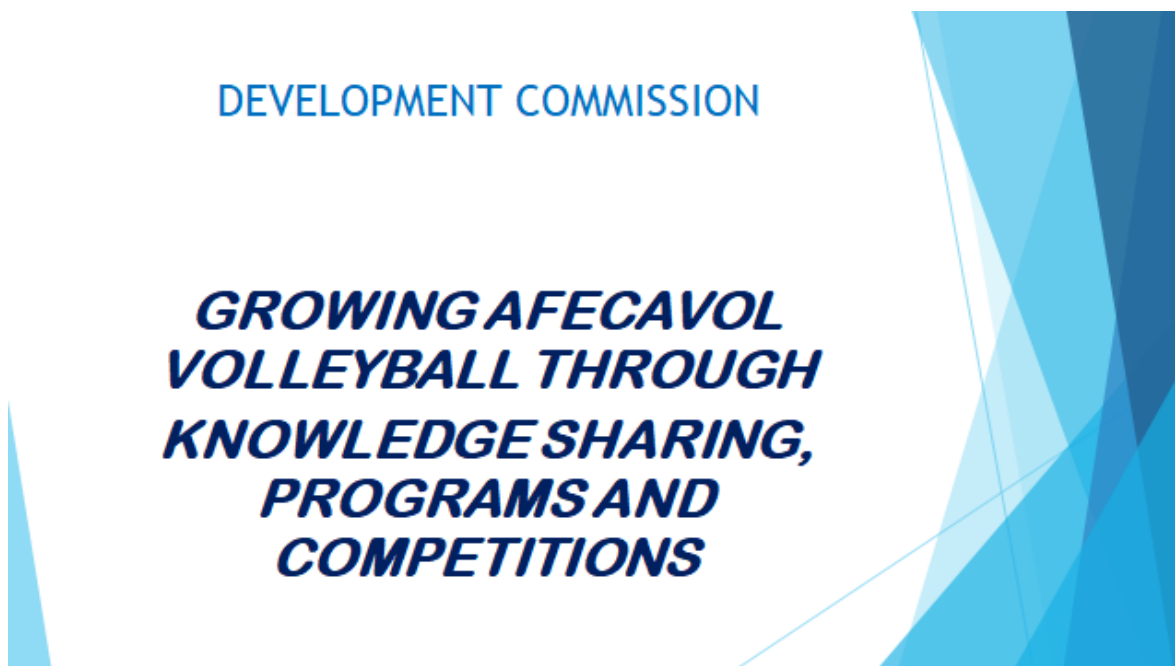 DEVELOPMENT COMMISSION
GROWING AFECAVOL
VOLLEYBALL THROUGH
KNOWLEDGE SHARING,
PROGRAMS AND
COMPETITIONS